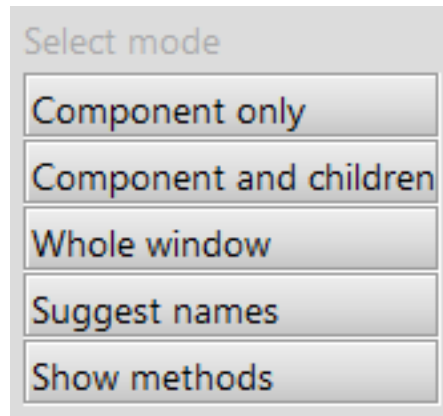 Select mode
Component only
Component and children
Whole window
Suggest names
Show methods